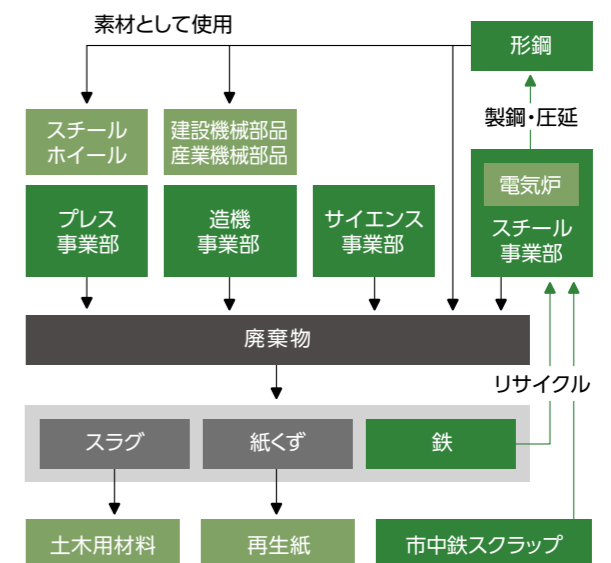 素材として使用
形鋼
製鋼・圧延
スチール
ホイール
建設機械部品
産業機械部品
電気炉
プレス
事業部
造機
事業部
サイエンス
事業部
スチール
事業部
廃棄物
リサイクル
スラグ
紙くず
鉄
土木用材料
再生紙
市中鉄スクラップ